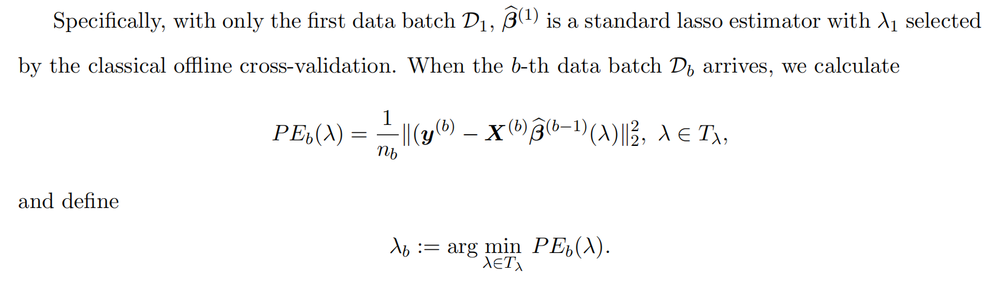 Specifically, with only the first data batch $\mathcal{D}_1$, $\widehat{\boldsymbol{\beta}}^{(1)}$ is a standard lasso estimator with $\lambda_1$ selected
by the classical offline cross-validation. When the $b$-th data batch $\mathcal{D}_b$ arrives, we calculate
$PE_b(\lambda) = \frac{1}{n_b} \|(\boldsymbol{y}^{(b)} - \boldsymbol{X}^{(b)} \widehat{\boldsymbol{\beta}}^{(b-1)}(\lambda)\|_2^2, \ \lambda \in T_\lambda,$
and define
$\lambda_b := \arg\min_{\lambda \in T_\lambda} PE_b(\lambda).$